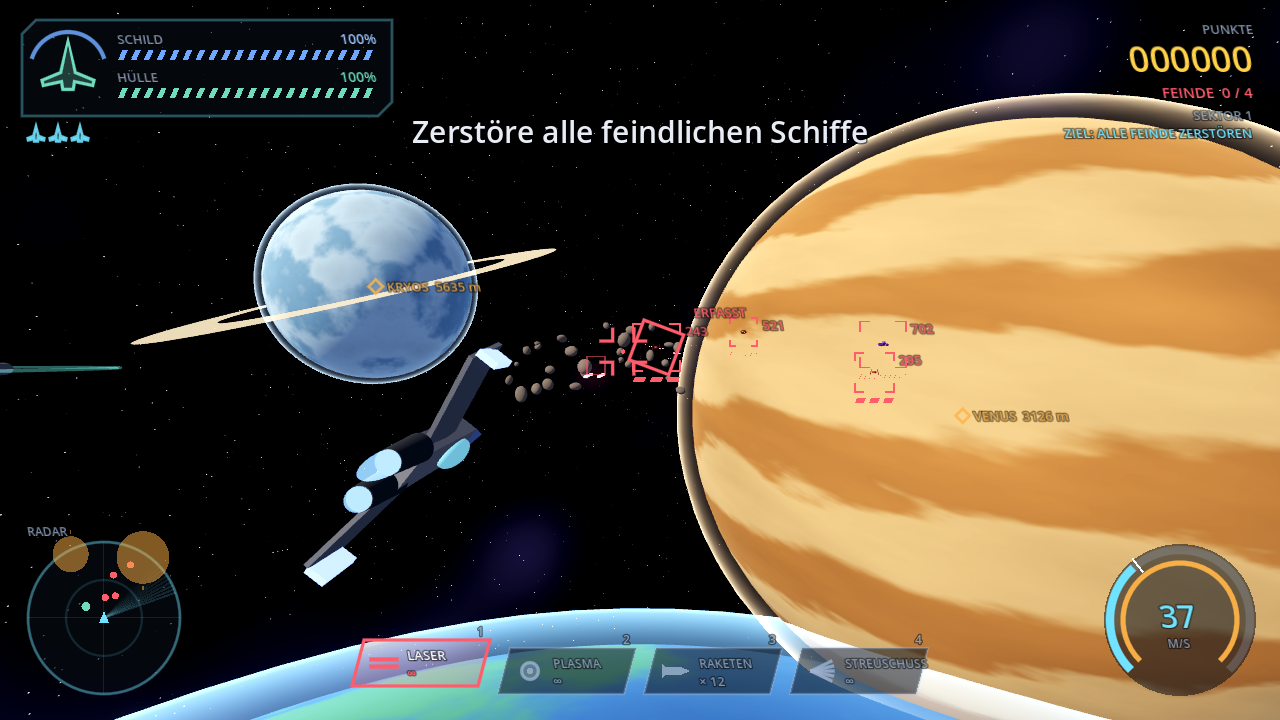 SCHILD 100%
HÜLLE 100%
PUNKTE
000000
FEINDE 0 / 4
SEKTOR 1
ZIEL: ALLE FEINDE ZERSTÖREN
Zerstöre alle feindlichen Schiffe
KRYOS 5635 m
ERFASST
243
521
702
285
VENUS 3126 m
RADAR
37
M/S
1
LASER
∞
2
PLASMA
∞
3
RAKETEN
× 12
4
STREUSCHUSS
∞